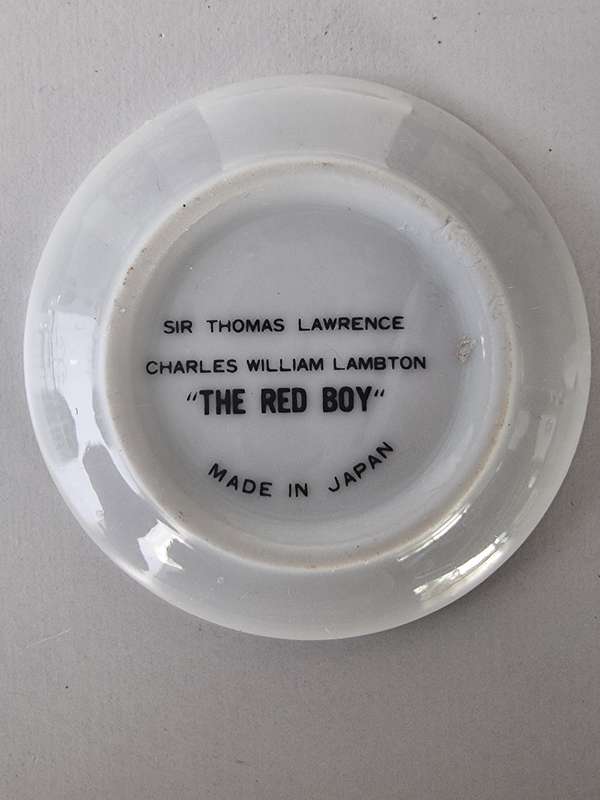 SIR THOMAS LAWRENCE
CHARLES WILLIAM LAMBTON
"THE RED BOY"
MADE IN JAPAN